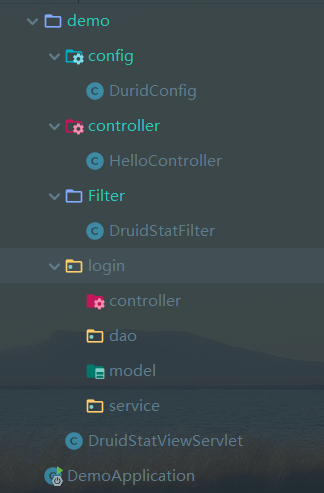 demo
config
DuridConfig
controller
HelloController
Filter
DruidStatFilter
login
controller
dao
model
service
DruidStatViewServlet
DemoApplication